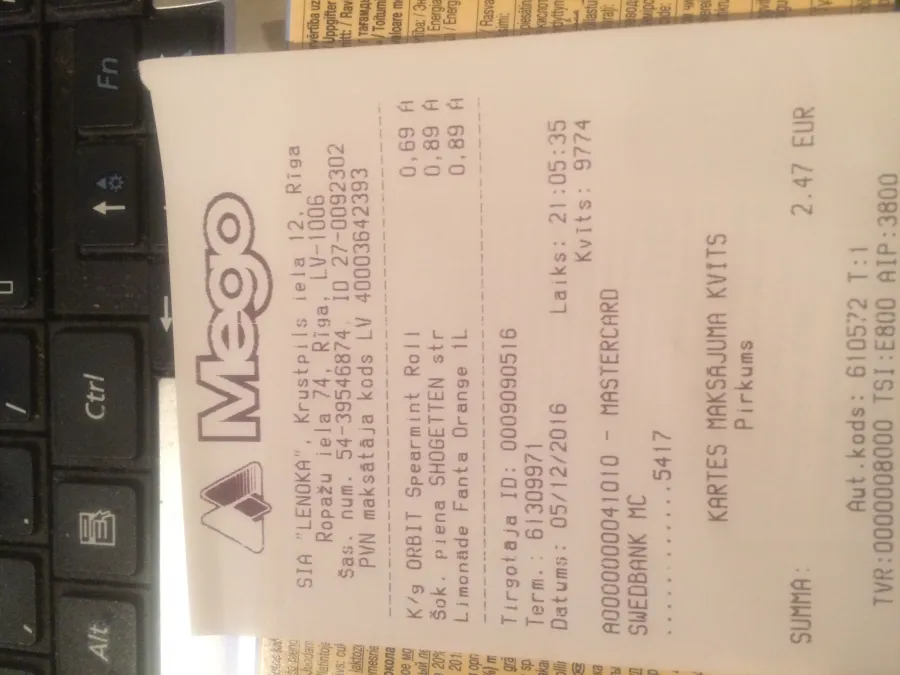 Mego
SIA "LENOKA", Krustpils iela 12, Rīga
Ropažu iela 74, Rīga, LV-1006
Šas. num. 54-39546874, ID 27-0092302
PVN maksātāja kods LV 40003642393
K/g ORBIT Spearmint Roll 0,69 A
Šok. piena SHOGETTEN str 0,89 A
Limonāde Fanta Orange 1L 0,89 A
Tirgotāja ID: 0009090516
Term.: 61309971
Datums: 05/12/2016 Laiks: 21:05:35
Kvīts: 9774
A0000000041010 - MASTERCARD
SWEDBANK MC
............5417
KARTES MAKSĀJUMA KVITS
Pirkums
SUMMA: 2.47 EUR
Aut.kods: 610572 T:1
TVR:0000008000 TSI:E800 AIP:3800
Fn
Ctrl
Alt